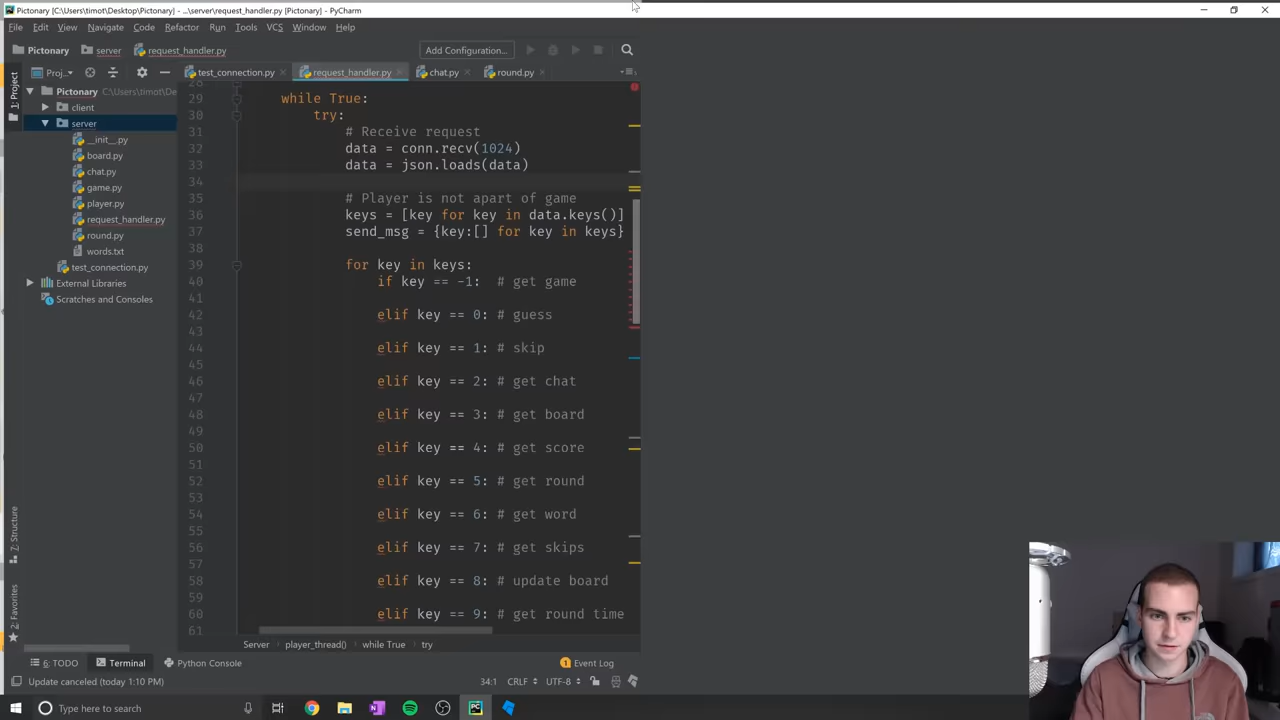 Pictonary [C:\Users\timot\Desktop\Pictonary] - ...\server\request_handler.py [Pictonary] - PyCharm
File Edit View Navigate Code Refactor Run Tools VCS Window Help
Pictonary server request_handler.py Add Configuration...
1: Project
Proj... test_connection.py request_handler.py chat.py round.py
Pictonary C:\Users\timot\De
client
server
__init__.py
board.py
chat.py
game.py
player.py
request_handler.py
round.py
words.txt
test_connection.py
External Libraries
Scratches and Consoles
28
29 while True:
30 try:
31 # Receive request
32 data = conn.recv(1024)
33 data = json.loads(data)
34
35 # Player is not apart of game
36 keys = [key for key in data.keys()]
37 send_msg = {key:[] for key in keys}
38
39 for key in keys:
40 if key == -1: # get game
41
42 elif key == 0: # guess
43
44 elif key == 1: # skip
45
46 elif key == 2: # get chat
47
48 elif key == 3: # get board
49
50 elif key == 4: # get score
51
52 elif key == 5: # get round
53
54 elif key == 6: # get word
55
56 elif key == 7: # get skips
57
58 elif key == 8: # update board
59
60 elif key == 9: # get round time
61
7: Structure
2: Favorites
Server player_thread() while True try
6: TODO Terminal Python Console 1 Event Log
Update canceled (today 1:10 PM) 34:1 CRLF UTF-8
Type here to search